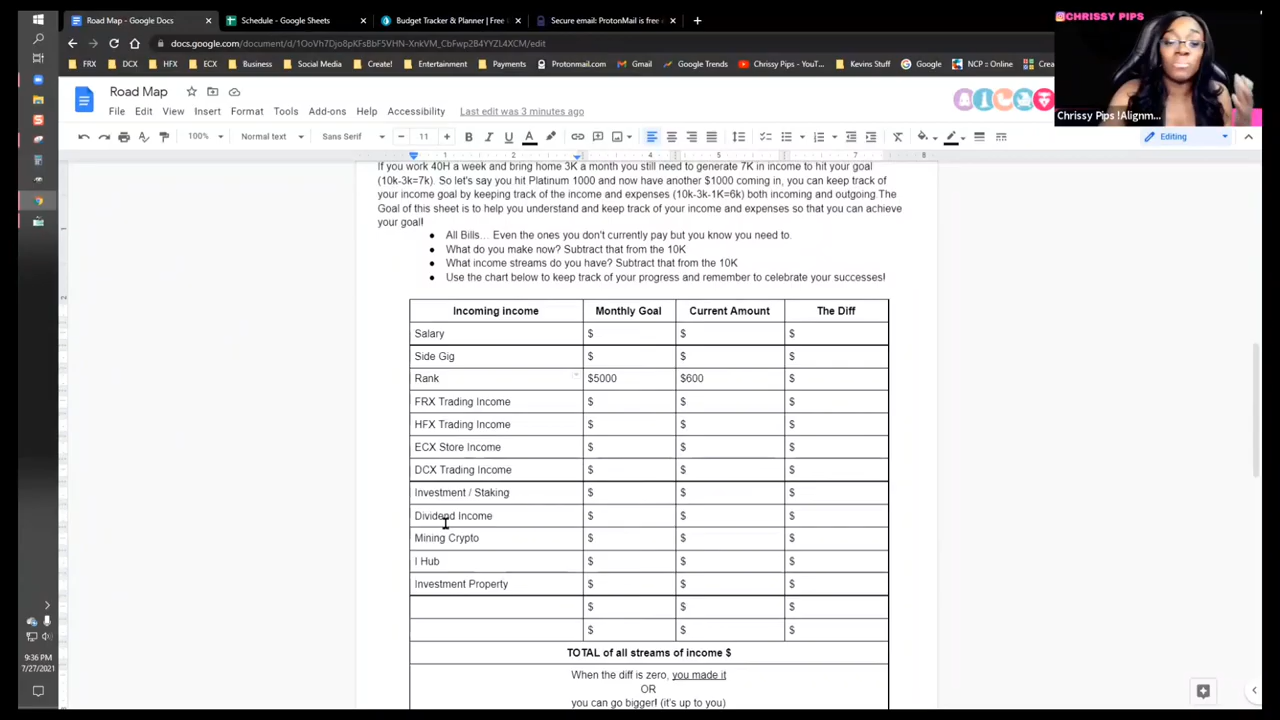 Road Map - Google Docs
Schedule - Google Sheets
Budget Tracker & Planner | Free
Secure email: ProtonMail is free
CHRISSY PIPS
docs.google.com/document/d/1OoVh7Djo8pKFsBbF5VHN-XnkVM_CbFwp2B4YYZL4XCM/edit
FRX DCX HFX ECX Business Social Media Create! Entertainment Payments Protonmail.com Gmail Google Trends Chrissy Pips - YouT... Kevins Stuff Google NCP :: Online Crea
Road Map
File Edit View Insert Format Tools Add-ons Help Accessibility Last edit was 3 minutes ago
Chrissy Pips !Alignm...
100% Normal text Sans Serif 11 Editing
1 2 4 5 7 8
If you work 40H a week and bring home 3K a month you still need to generate 7K in income to hit your goal
(10k-3k=7k). So let's say you hit Platinum 1000 and now have another $1000 coming in, you can keep track of
your income goal by keeping track of the income and expenses (10k-3k-1K=6k) both incoming and outgoing.The
Goal of this sheet is to help you understand and keep track of your income and expenses so that you can achieve
your goal!
All Bills... Even the ones you don't currently pay but you know you need to.
What do you make now? Subtract that from the 10K
What income streams do you have? Subtract that from the 10K
Use the chart below to keep track of your progress and remember to celebrate your successes!
Incoming income Monthly Goal Current Amount The Diff
Salary $ $ $
Side Gig $ $ $
Rank $5000 $600 $
FRX Trading Income $ $ $
HFX Trading Income $ $ $
ECX Store Income $ $ $
DCX Trading Income $ $ $
Investment / Staking $ $ $
Dividend Income $ $ $
Mining Crypto $ $ $
I Hub $ $ $
Investment Property $ $ $
$ $ $
$ $ $
TOTAL of all streams of income $
When the diff is zero, you made it
OR
you can go bigger! (it's up to you)
9:36 PM
7/27/2021